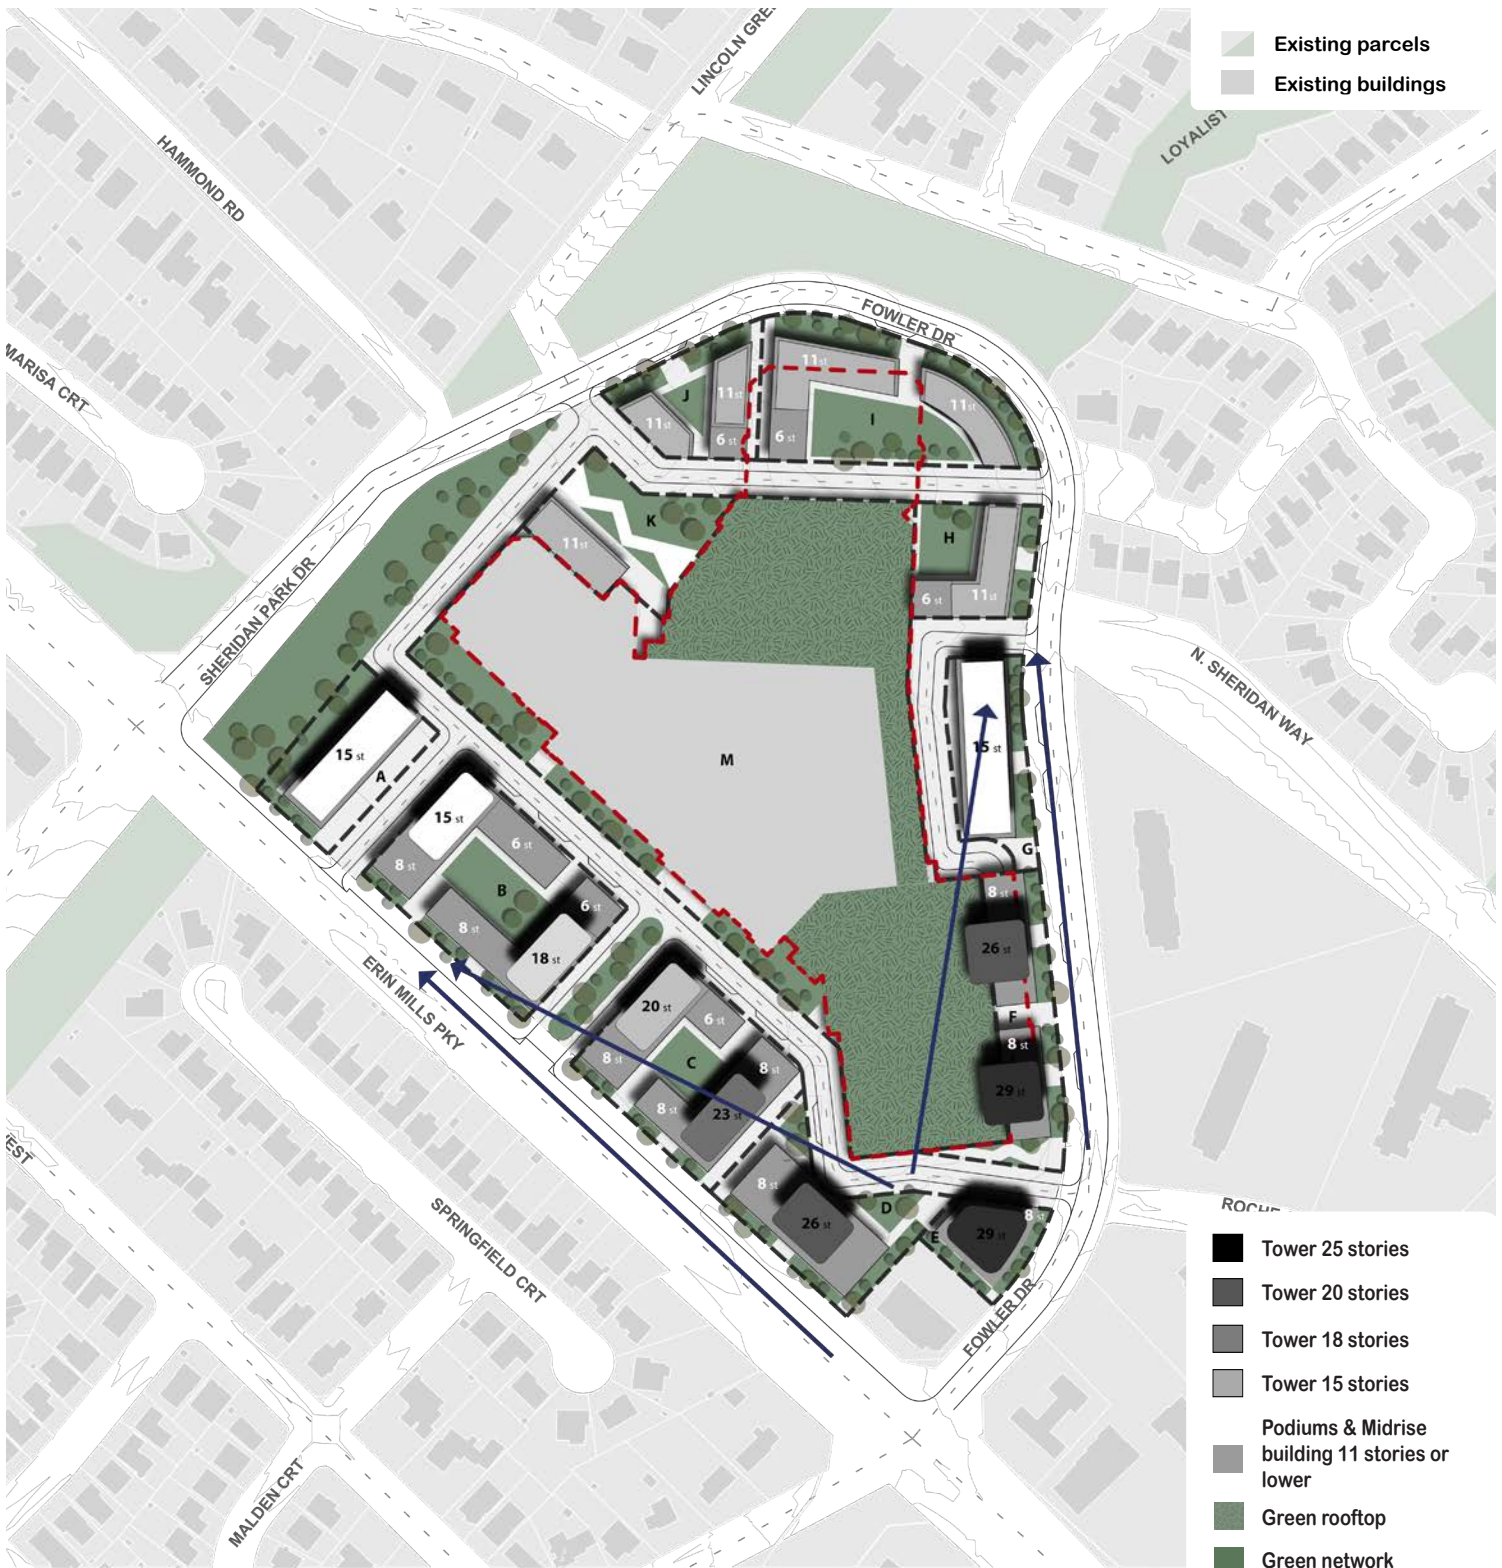 Existing parcels
Existing buildings
LINCOLN
LOYALIST
HAMMOND RD
MARISA CRT
FOWLER DR
11 st
11 st
J
11 st
I
11 st
6 st
6 st
K
11 st
H
6 st
11 st
SHERIDAN PARK DR
N. SHERIDAN WAY
15 st
A
M
15 st
15 st
6 st
8 st
B
G
8 st
6 st
8 st
18 st
26 st
ERIN MILLS PKY
20 st
6 st
F
8 st
8 st
C
8 st
29 st
8 st
23 st
SPRINGFIELD CRT
8 st
26 st
D
E
8 st
29 st
FOWLER DR
MALDEN CRT
Tower 25 stories
Tower 20 stories
Tower 18 stories
Tower 15 stories
Podiums & Midrise
building 11 stories or
lower
Green rooftop
Green network